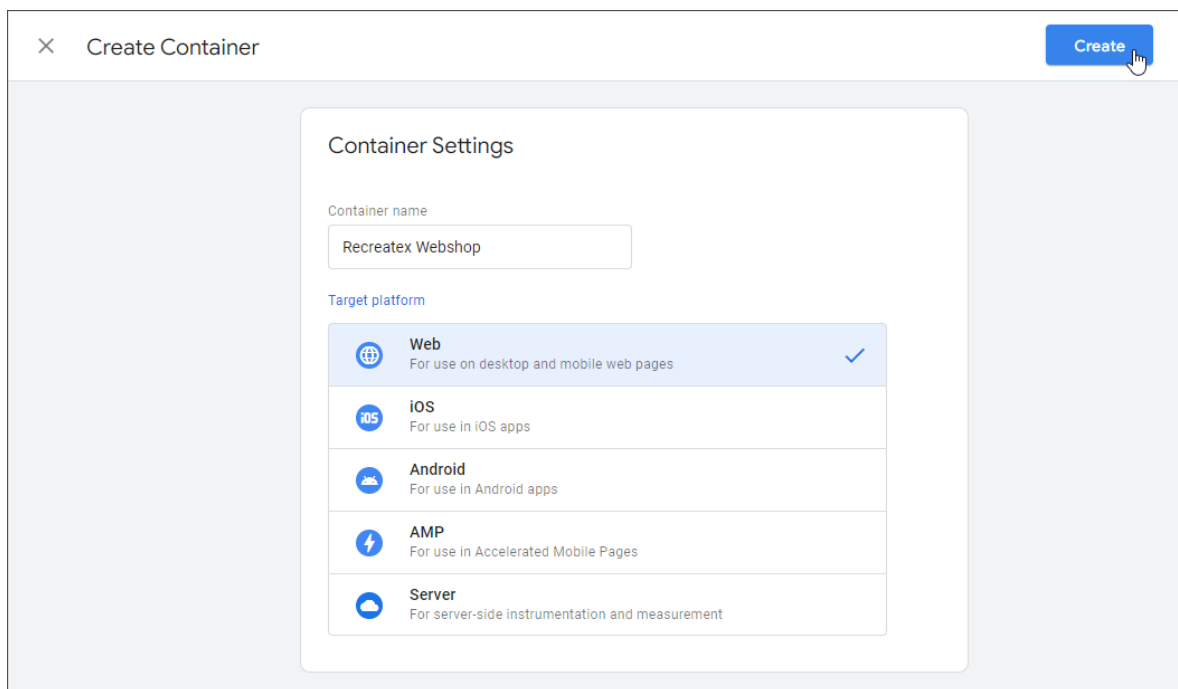 Create Container
Create
Container Settings
Container name
Recreatex Webshop
Target platform
Web
For use on desktop and mobile web pages
iOS
iOS
For use in iOS apps
Android
For use in Android apps
AMP
For use in Accelerated Mobile Pages
Server
For server-side instrumentation and measurement